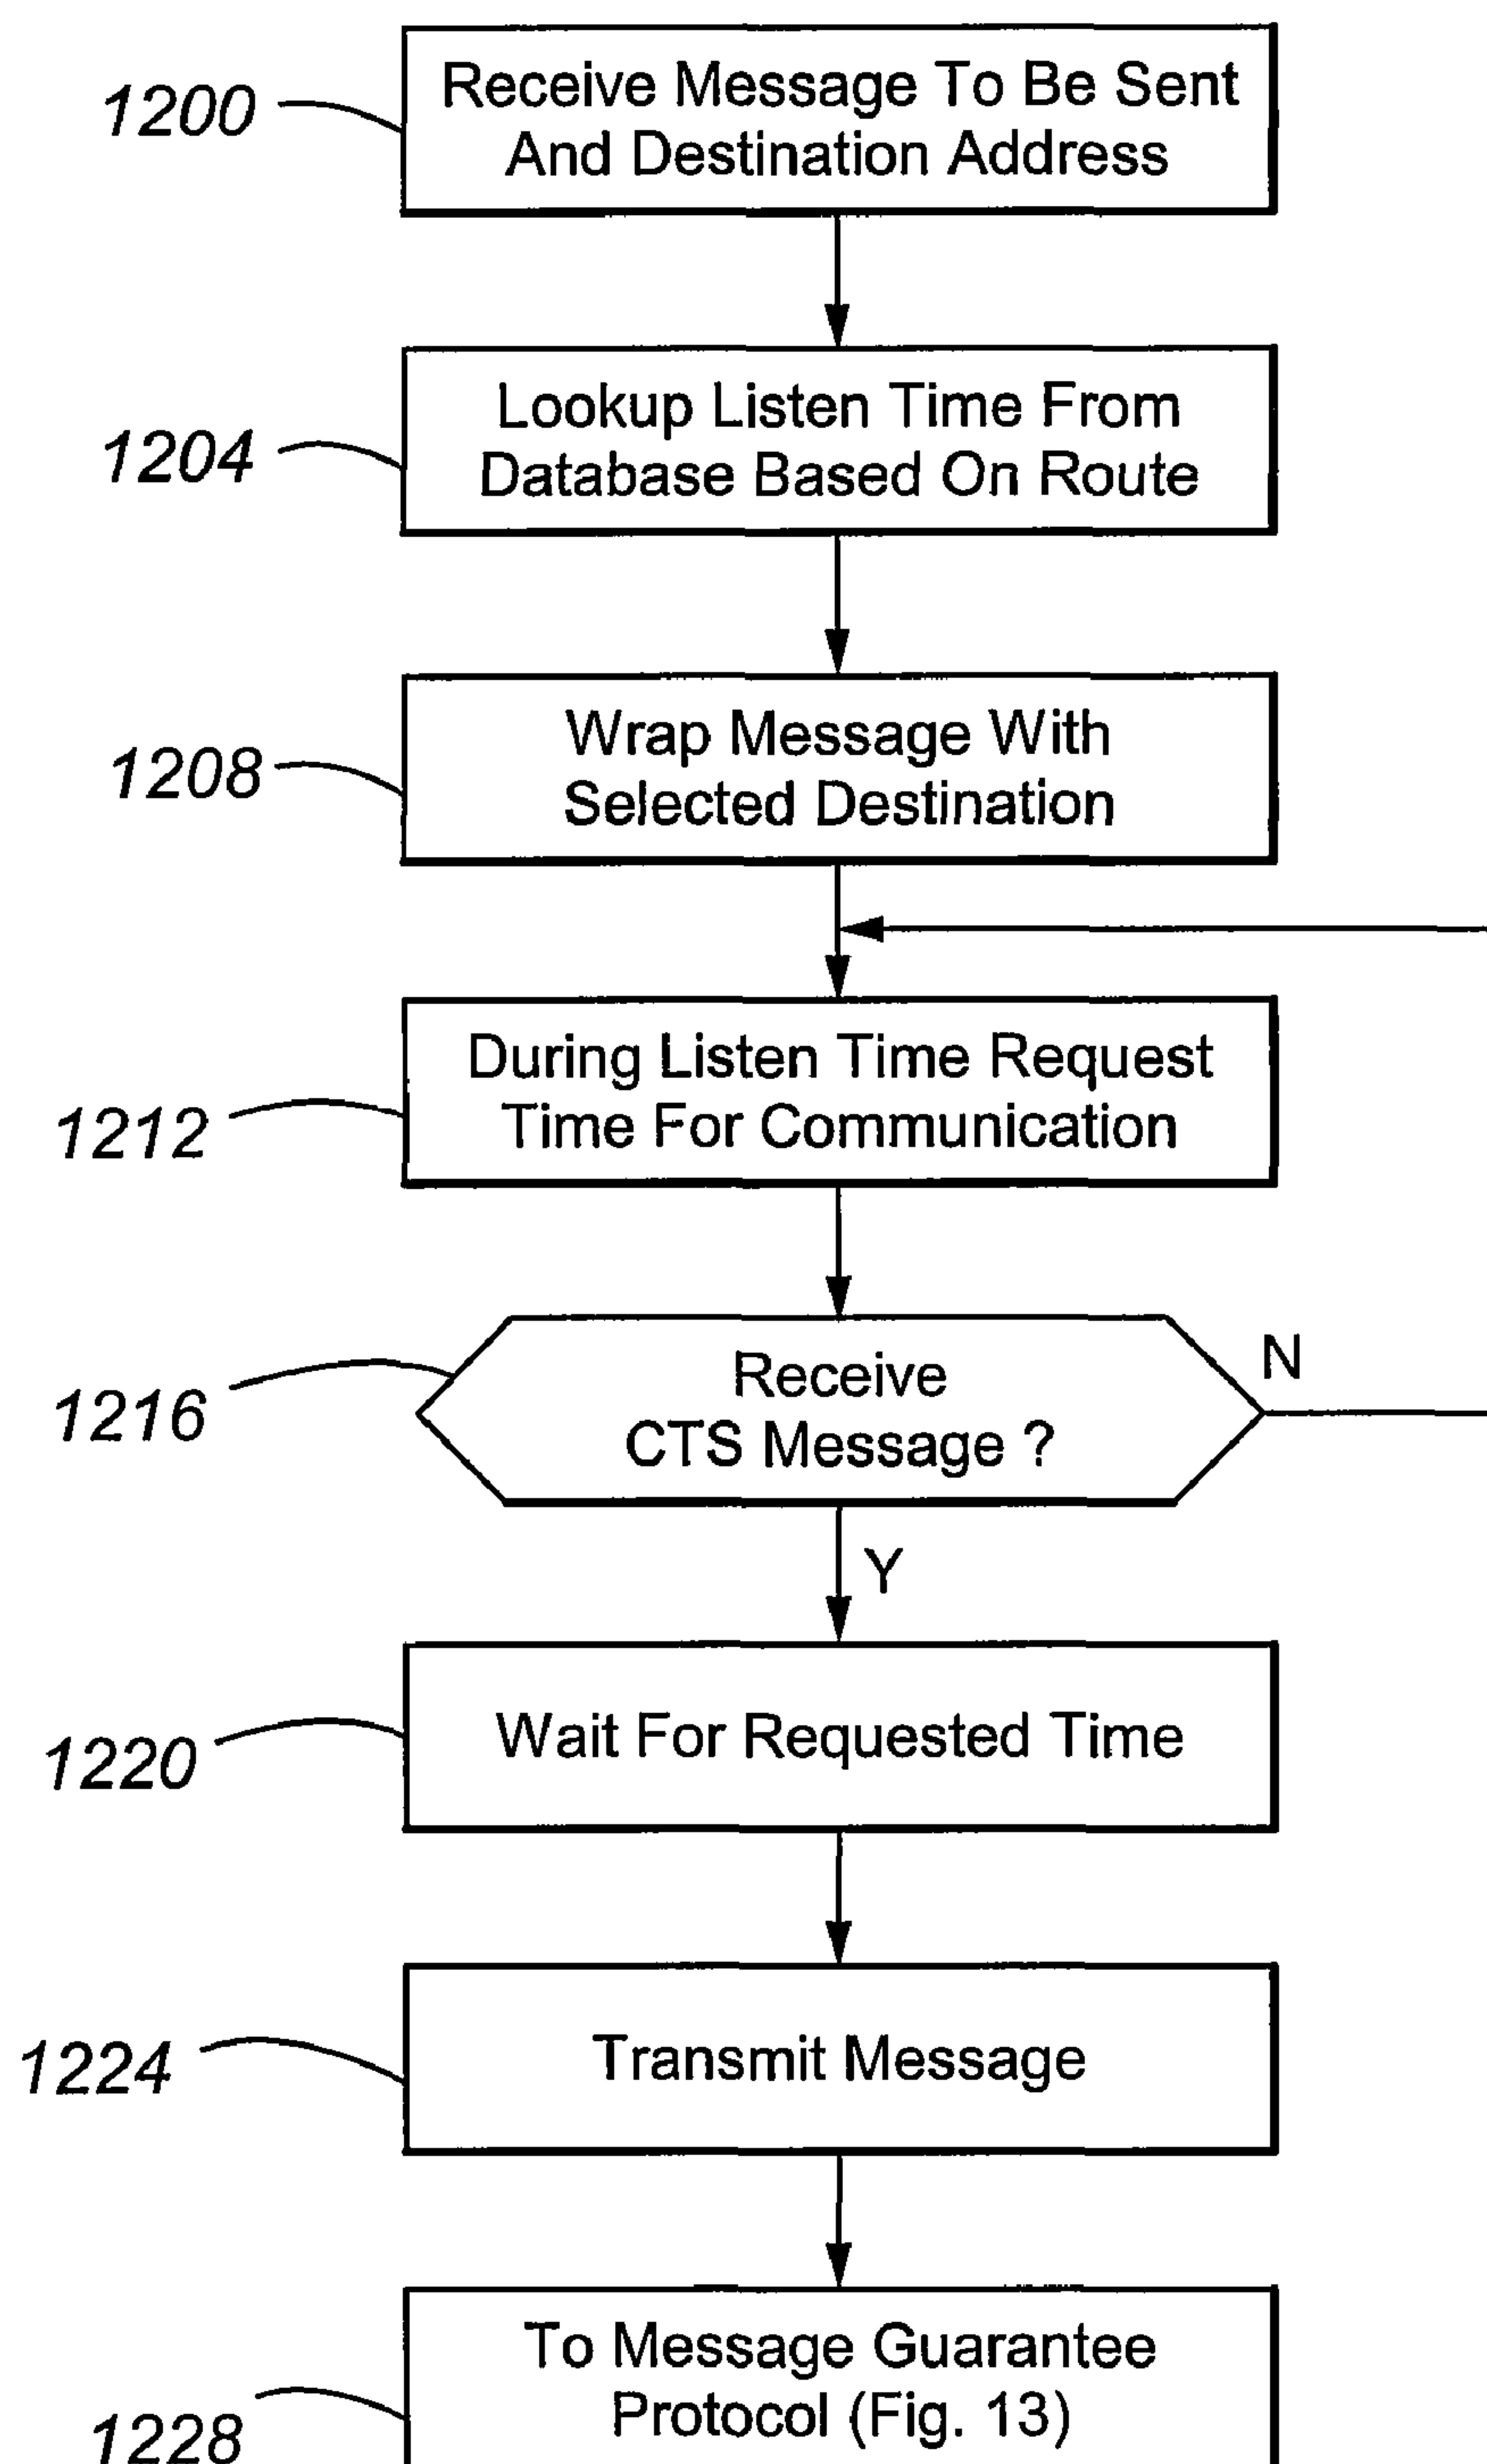 1200
Receive Message To Be Sent
And Destination Address
1204
Lookup Listen Time From
Database Based On Route
1208
Wrap Message With
Selected Destination
1212
During Listen Time Request
Time For Communication
1216
Receive
CTS Message ?
N
Y
1220
Wait For Requested Time
1224
Transmit Message
1228
To Message Guarantee
Protocol (Fig. 13)